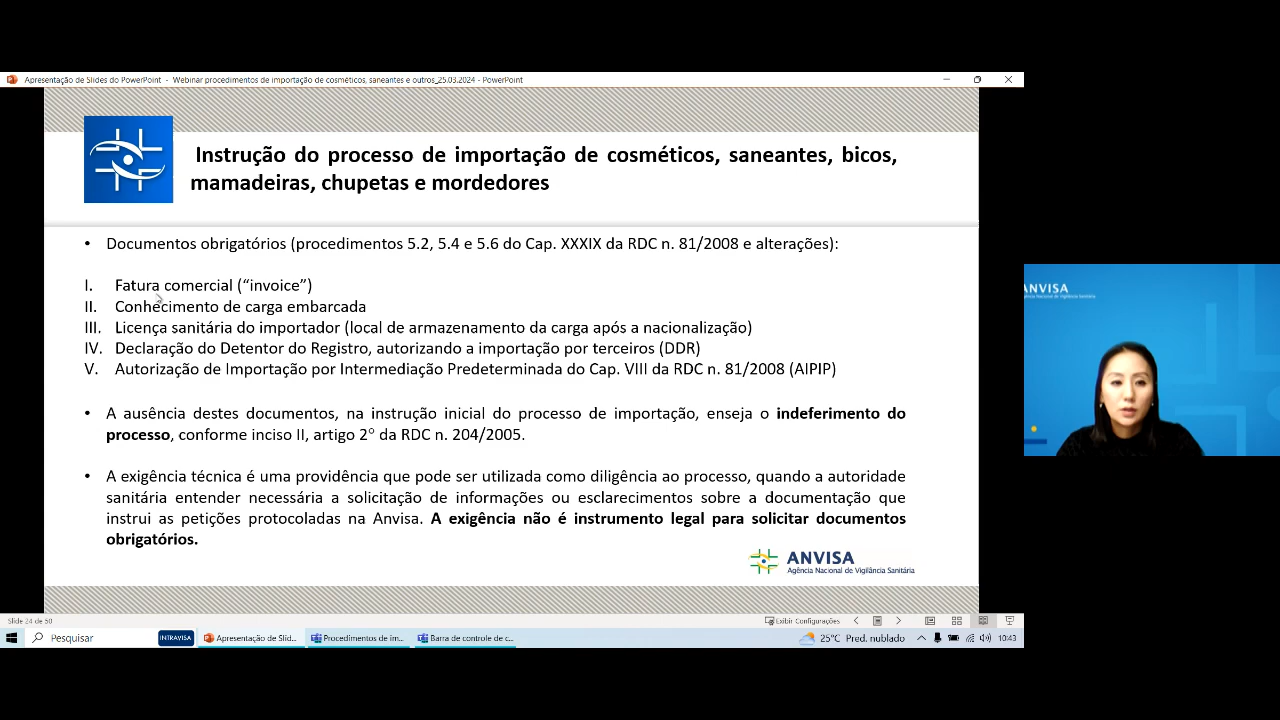 Apresentação de Slides do PowerPoint - Webinar procedimentos de importação de cosméticos, saneantes e outros_25.03.2024 - PowerPoint
Instrução do processo de importação de cosméticos, saneantes, bicos,
mamadeiras, chupetas e mordedores
• Documentos obrigatórios (procedimentos 5.2, 5.4 e 5.6 do Cap. XXXIX da RDC n. 81/2008 e alterações):
I. Fatura comercial (“invoice”)
II. Conhecimento de carga embarcada
III. Licença sanitária do importador (local de armazenamento da carga após a nacionalização)
IV. Declaração do Detentor do Registro, autorizando a importação por terceiros (DDR)
V. Autorização de Importação por Intermediação Predeterminada do Cap. VIII da RDC n. 81/2008 (AIPIP)
• A ausência destes documentos, na instrução inicial do processo de importação, enseja o indeferimento do
processo, conforme inciso II, artigo 2° da RDC n. 204/2005.
• A exigência técnica é uma providência que pode ser utilizada como diligência ao processo, quando a autoridade
sanitária entender necessária a solicitação de informações ou esclarecimentos sobre a documentação que
instrui as petições protocoladas na Anvisa. A exigência não é instrumento legal para solicitar documentos
obrigatórios.
ANVISA
Agência Nacional de Vigilância Sanitária
ANVISA
Agência Nacional de Vigilância Sanitária
Slide 24 de 50
Exibir Configurações
Pesquisar
INTRAVISA
Apresentação de Slid...
Procedimentos de im...
Barra de controle de c...
25°C Pred. nublado
10:43